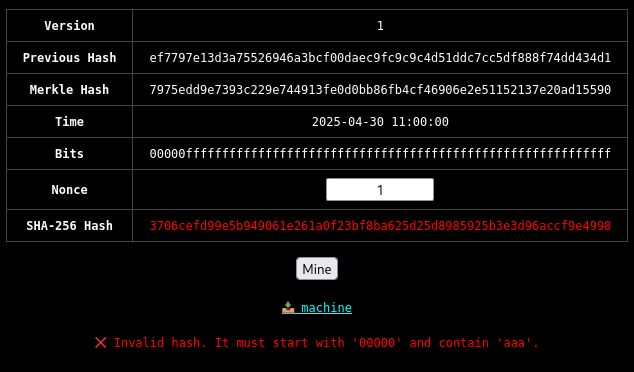 Version 1
Previous Hash ef7797e13d3a75526946a3bcf00daec9fc9c9c4d51ddc7cc5df888f74dd434d1
Merkle Hash 7975edd9e7393c229e744913fe0d0bb86fb4cf46906e2e51152137e20ad15590
Time 2025-04-30 11:00:00
Bits 00000fffffffffffffffffffffffffffffffffffffffffffffffffffffffffff
Nonce 1
SHA-256 Hash 3706cefd99e5b949061e261a0f23bf8ba625d25d8985925b3e3d96accf9e4998
Mine
machine
Invalid hash. It must start with '00000' and contain 'aaa'.